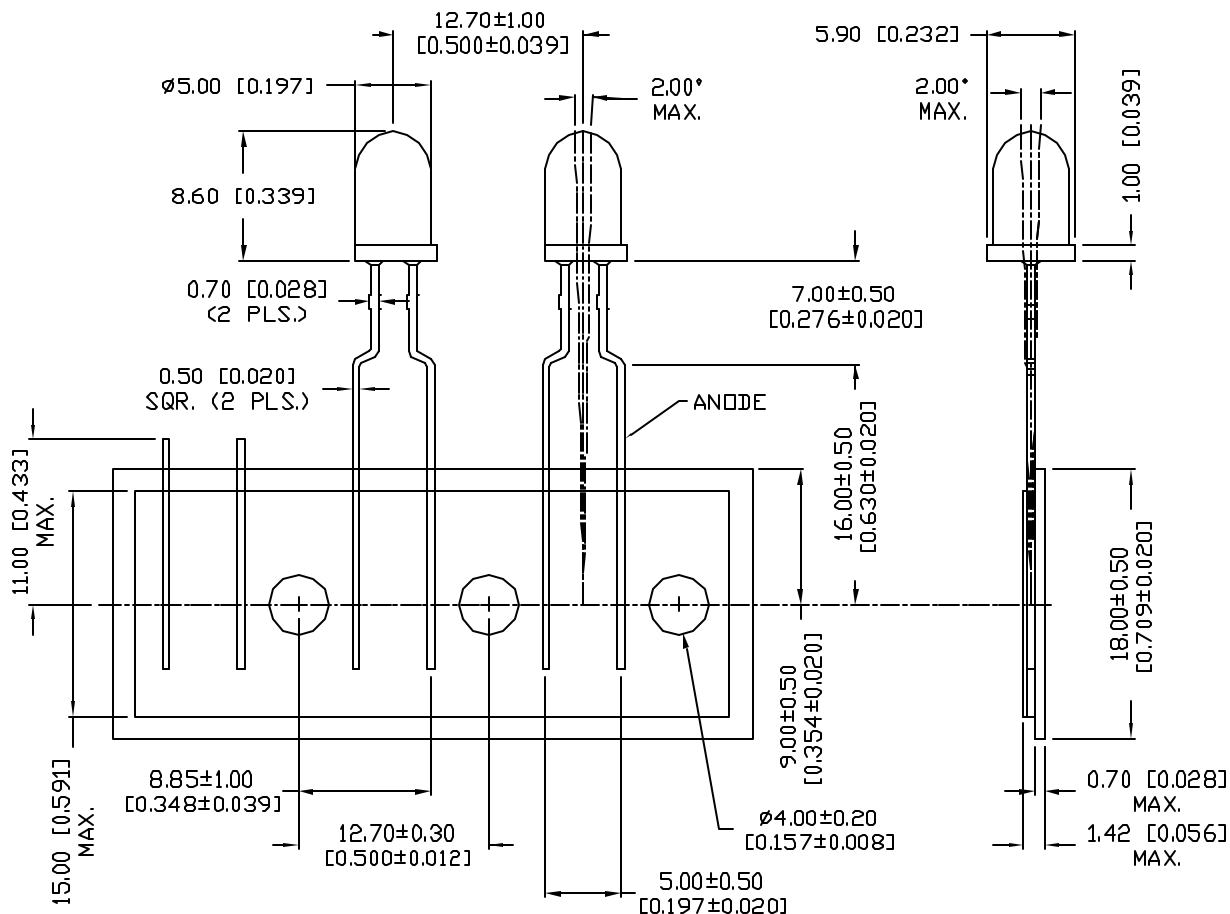 12.70±1.00
[0.500±0.039]
5.90 [0.232]
ø5.00 [0.197]
2.00°
MAX.
2.00°
MAX.
1.00 [0.039]
8.60 [0.339]
0.70 [0.028]
(2 PLS.)
7.00±0.50
[0.276±0.020]
0.50 [0.020]
SQR. (2 PLS.)
ANODE
11.00 [0.433]
MAX.
16.00±0.50
[0.630±0.020]
18.00±0.50
[0.709±0.020]
9.00±0.50
[0.354±0.020]
15.00 [0.591]
MAX.
8.85±1.00
[0.348±0.039]
12.70±0.30
[0.500±0.012]
ø4.00±0.20
[0.157±0.008]
0.70 [0.028]
MAX.
1.42 [0.056]
MAX.
5.00±0.50
[0.197±0.020]